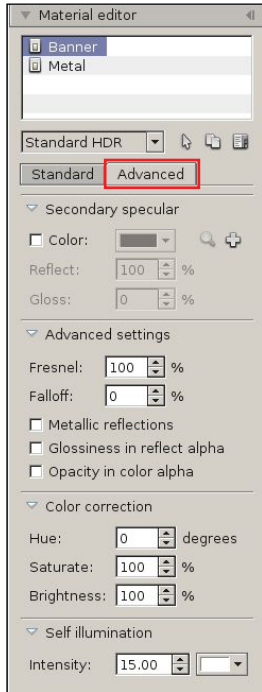 Material editor
Banner
Metal
Standard HDR
Standard Advanced
Secondary specular
Color:
Reflect: 100 %
Gloss: 0 %
Advanced settings
Fresnel: 100 %
Falloff: 0 %
Metallic reflections
Glossiness in reflect alpha
Opacity in color alpha
Color correction
Hue: 0 degrees
Saturate: 100 %
Brightness: 100 %
Self illumination
Intensity: 15.00